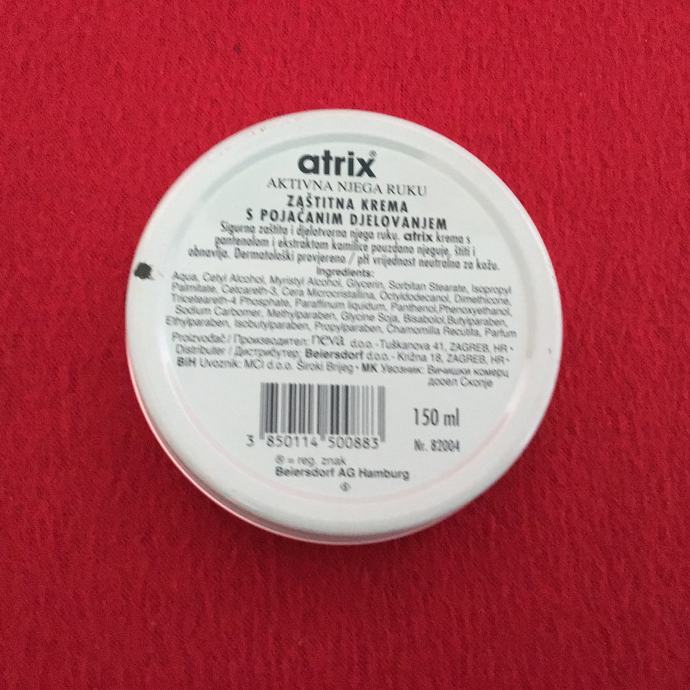 atrix®
AKTIVNA NJEGA RUKU
ZAŠTITNA KREMA
S POJAČANIM DJELOVANJEM
Sigurna zaštita i djelotvorna njega ruku. atrix krema s
pantenolom i ekstraktom kamilice pouzdano njeguje, štiti i
obnavlja. Dermatološki provjereno / pH vrijednost neutralna za kožu.
Ingredients:
Aqua, Cetyl Alcohol, Myristyl Alcohol, Glycerin, Sorbitan Stearate, Isopropyl
Palmitate, Ceteareth-3, Cera Microcristallina, Octyldodecanol, Dimethicone,
Triceteareth-4 Phosphate, Paraffinum liquidum, Panthenol, Phenoxyethanol,
Sodium Carbomer, Methylparaben, Glycine Soja, Bisabolol, Butylparaben,
Ethylparaben, Isobutylparaben, Propylparaben, Chamomilla Recutita, Parfum
Proizvođač / Производител: neva d.o.o.-Tuškanova 41, ZAGREB, HR •
Distributer / Дистрибутер: Beiersdorf d.o.o.- Križna 18, ZAGREB, HR•
BiH Uvoznik: MCI d.o.o. Široki Brijeg • MK Увозник: Вичишки комерц
дооел Скопје
150 ml
3 850114 500883
Nr. 82004
® = reg. znak
Beiersdorf AG Hamburg